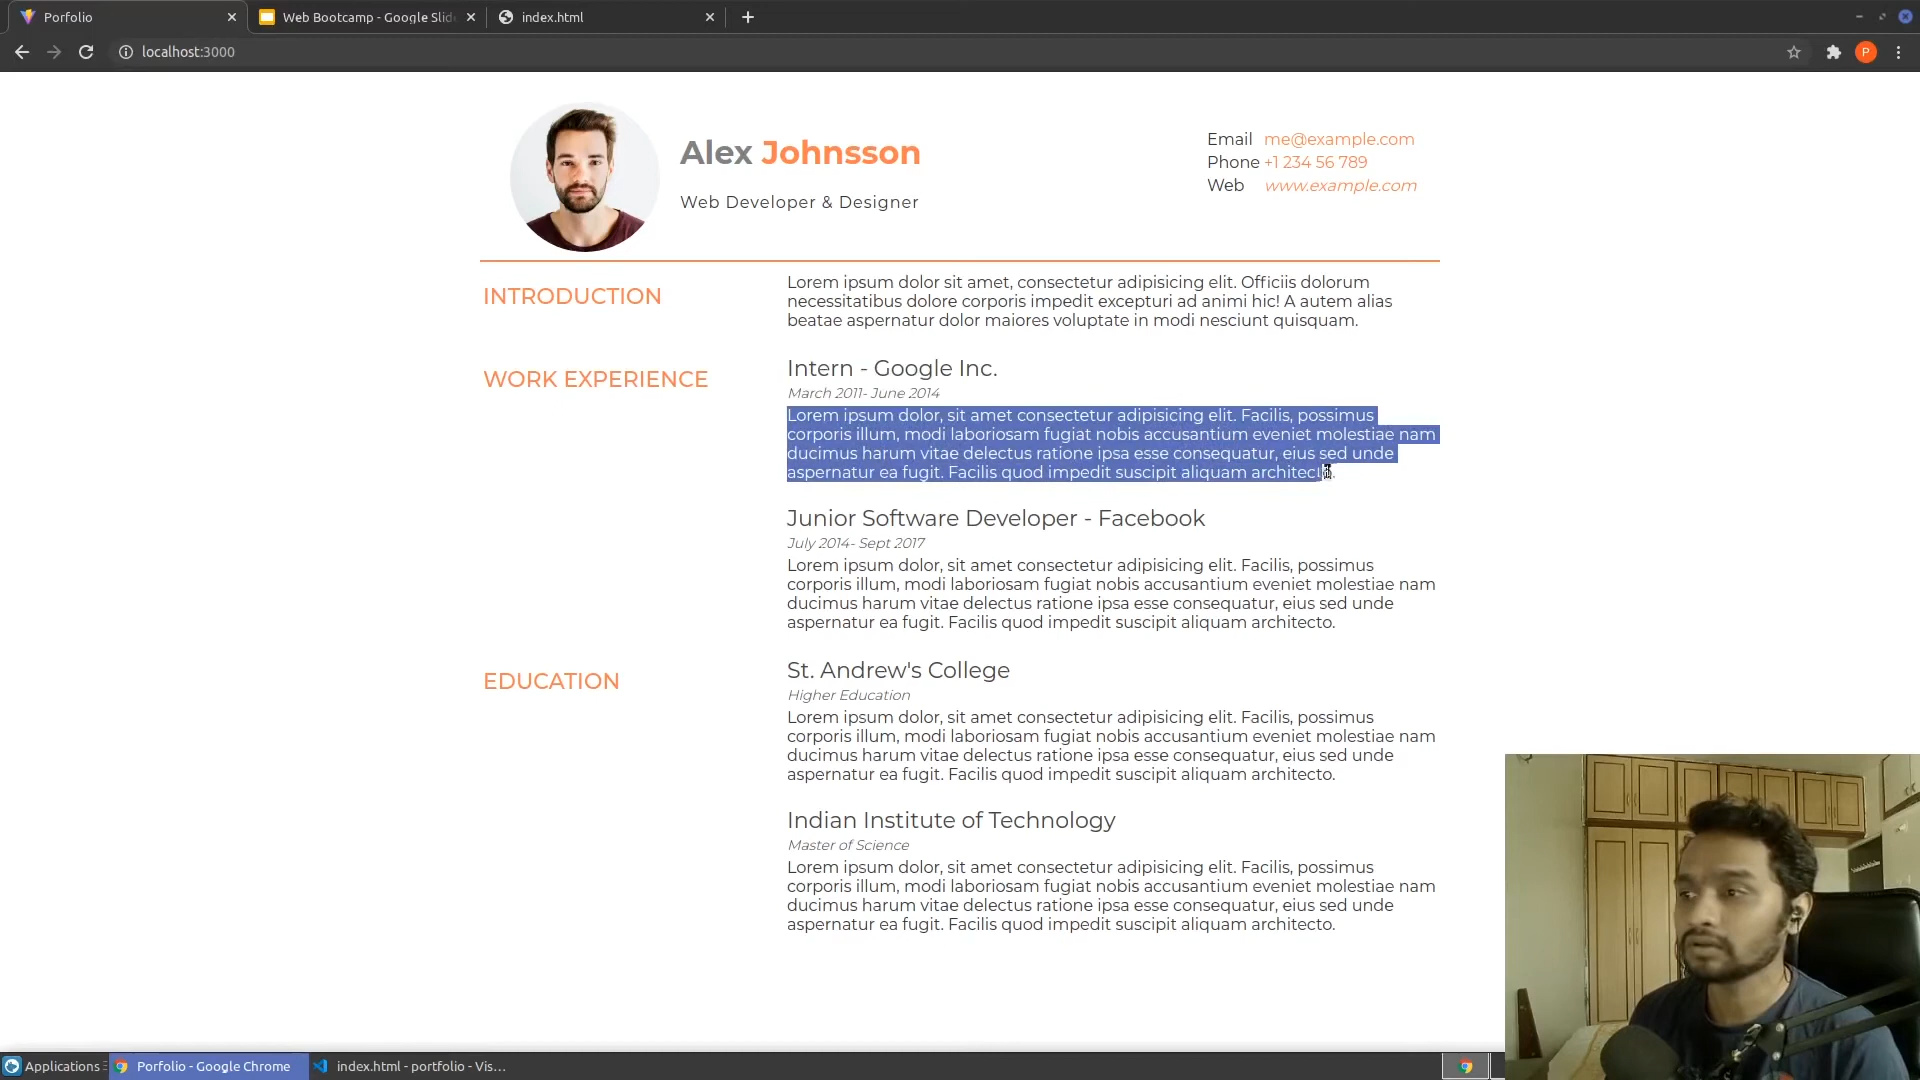 Porfolio
Web Bootcamp - Google Slide
index.html
localhost:3000
P
Alex Johnsson
Web Developer & Designer
Email me@example.com
Phone +1 234 56 789
Web www.example.com
INTRODUCTION
Lorem ipsum dolor sit amet, consectetur adipisicing elit. Officiis dolorum
necessitatibus dolore corporis impedit excepturi ad animi hic! A autem alias
beatae aspernatur dolor maiores voluptate in modi nesciunt quisquam.
WORK EXPERIENCE
Intern - Google Inc.
March 2011- June 2014
Lorem ipsum dolor, sit amet consectetur adipisicing elit. Facilis, possimus
corporis illum, modi laboriosam fugiat nobis accusantium eveniet molestiae nam
ducimus harum vitae delectus ratione ipsa esse consequatur, eius sed unde
aspernatur ea fugit. Facilis quod impedit suscipit aliquam architecto.
Junior Software Developer - Facebook
July 2014- Sept 2017
Lorem ipsum dolor, sit amet consectetur adipisicing elit. Facilis, possimus
corporis illum, modi laboriosam fugiat nobis accusantium eveniet molestiae nam
ducimus harum vitae delectus ratione ipsa esse consequatur, eius sed unde
aspernatur ea fugit. Facilis quod impedit suscipit aliquam architecto.
EDUCATION
St. Andrew's College
Higher Education
Lorem ipsum dolor, sit amet consectetur adipisicing elit. Facilis, possimus
corporis illum, modi laboriosam fugiat nobis accusantium eveniet molestiae nam
ducimus harum vitae delectus ratione ipsa esse consequatur, eius sed unde
aspernatur ea fugit. Facilis quod impedit suscipit aliquam architecto.
Indian Institute of Technology
Master of Science
Lorem ipsum dolor, sit amet consectetur adipisicing elit. Facilis, possimus
corporis illum, modi laboriosam fugiat nobis accusantium eveniet molestiae nam
ducimus harum vitae delectus ratione ipsa esse consequatur, eius sed unde
aspernatur ea fugit. Facilis quod impedit suscipit aliquam architecto.
Applications
Porfolio - Google Chrome
index.html - portfolio - Vis...